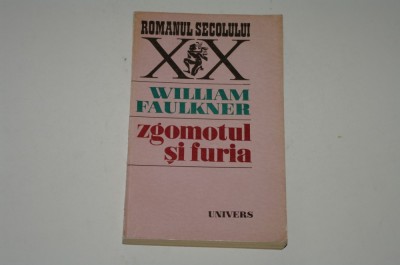 ROMANUL SECOLULUI
XX
WILLIAM
FAULKNER
zgomotul
și furia
UNIVERS